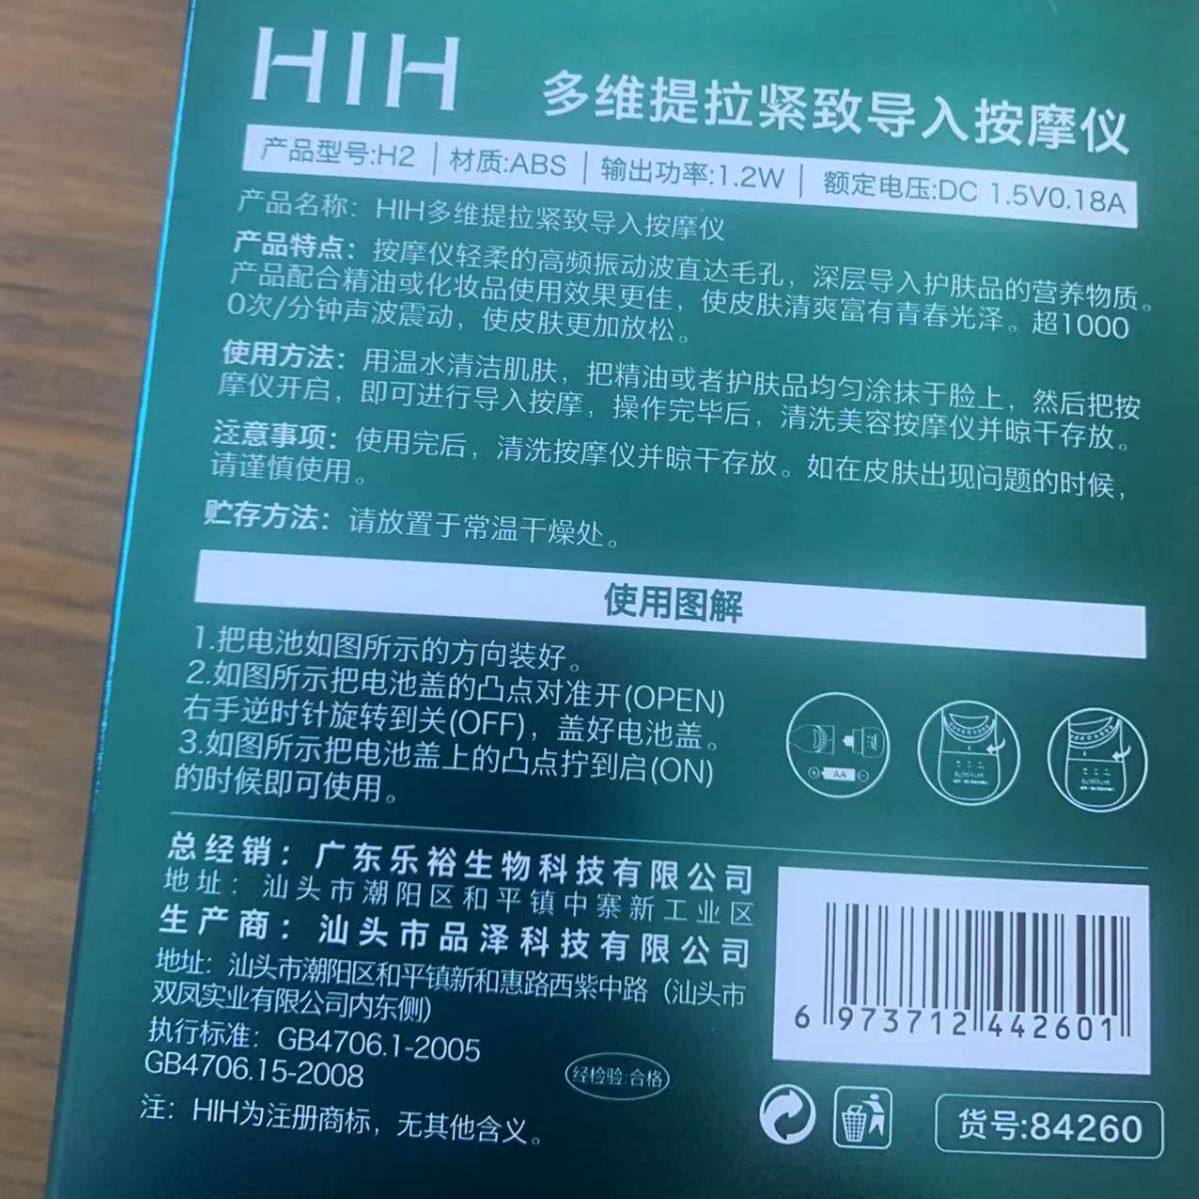 HIH
多维提拉紧致导入按摩仪
产品型号:H2 | 材质:ABS | 输出功率:1.2W | 额定电压:DC 1.5V0.18A
产品名称：HIH多维提拉紧致导入按摩仪
产品特点：按摩仪轻柔的高频振动波直达毛孔，深层导入护肤品的营养物质。
产品配合精油或化妆品使用效果更佳，使皮肤清爽富有青春光泽。超1000
0次/分钟声波震动，使皮肤更加放松。
使用方法：用温水清洁肌肤，把精油或者护肤品均匀涂抹于脸上，然后把按
摩仪开启，即可进行导入按摩，操作完毕后，清洗美容按摩仪并晾干存放。
注意事项：使用完后，清洗按摩仪并晾干存放。如在皮肤出现问题的时候，
请谨慎使用。
贮存方法：请放置于常温干燥处。
使用图解
1.把电池如图所示的方向装好。
2.如图所示把电池盖的凸点对准开(OPEN)
右手逆时针旋转到关(OFF)，盖好电池盖。
3.如图所示把电池盖上的凸点拧到启(ON)
的时候即可使用。
AA
总经销：广东乐裕生物科技有限公司
地址：汕头市潮阳区和平镇中寨新工业区
生产商：汕头市品泽科技有限公司
地址：汕头市潮阳区和平镇新和惠路西紫中路（汕头市
双凤实业有限公司内东侧）
执行标准：GB4706.1-2005
GB4706.15-2008
注：HIH为注册商标，无其他含义。
经检验:合格
6 973712 442601
货号:84260